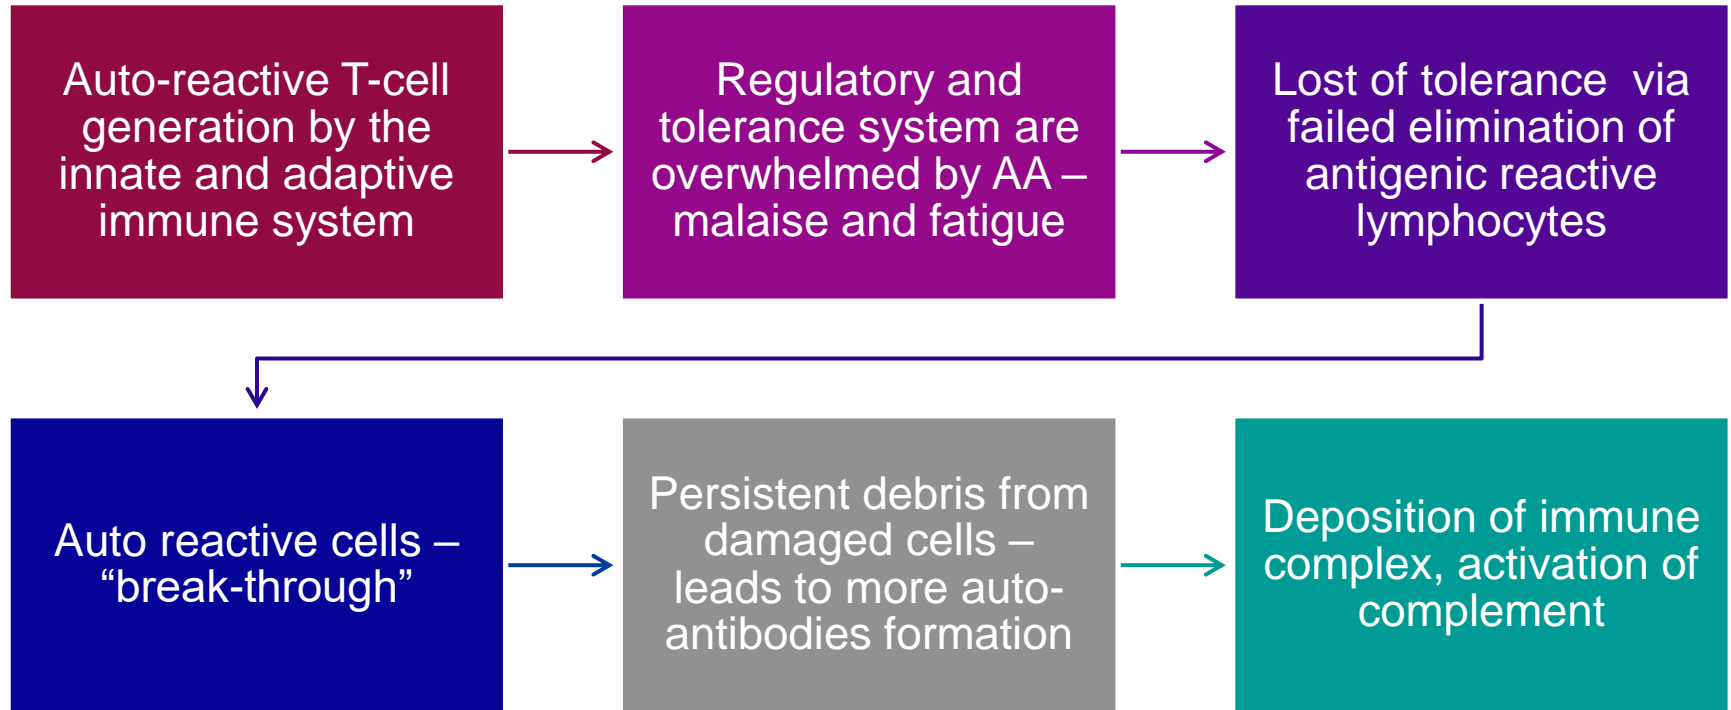 Auto-reactive T-cell
generation by the
innate and adaptive
immune system
Regulatory and
tolerance system are
overwhelmed by AA –
malaise and fatigue
Lost of tolerance  via
failed elimination of
antigenic reactive
lymphocytes
Auto reactive cells –
“break-through”
Persistent debris from
damaged cells –
leads to more auto-
antibodies formation
Deposition of immune
complex, activation of
complement